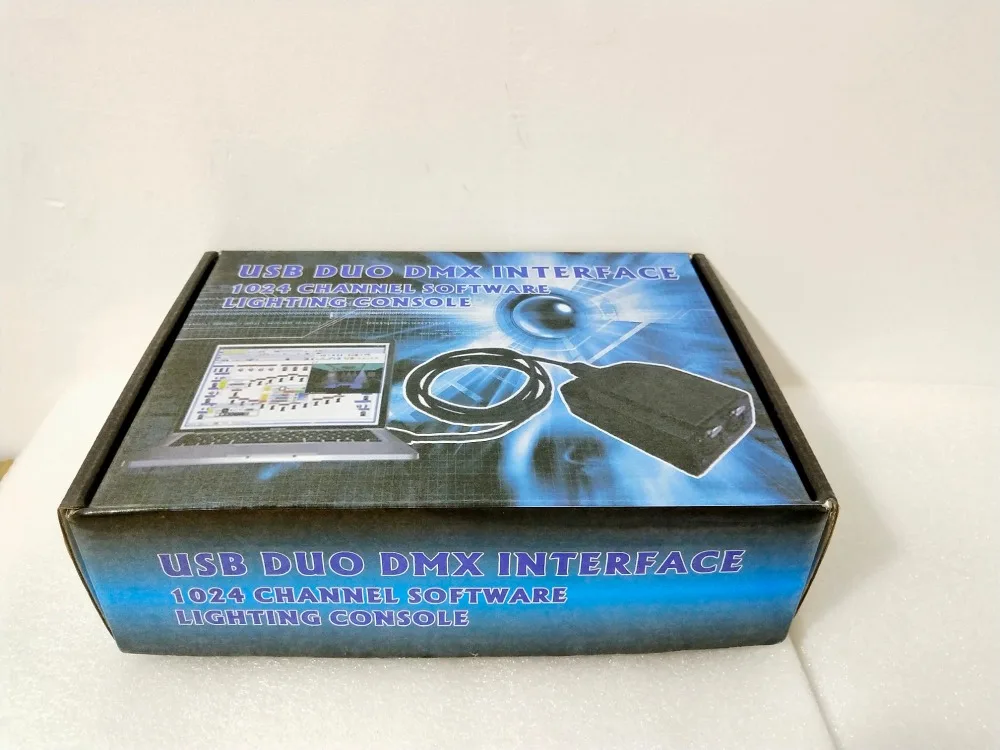 USB DUO DMX INTERFACE
1024 CHANNEL SOFTWARE
LIGHTING CONSOLE
USB DUO DMX INTERFACE
1024 CHANNEL SOFTWARE
LIGHTING CONSOLE